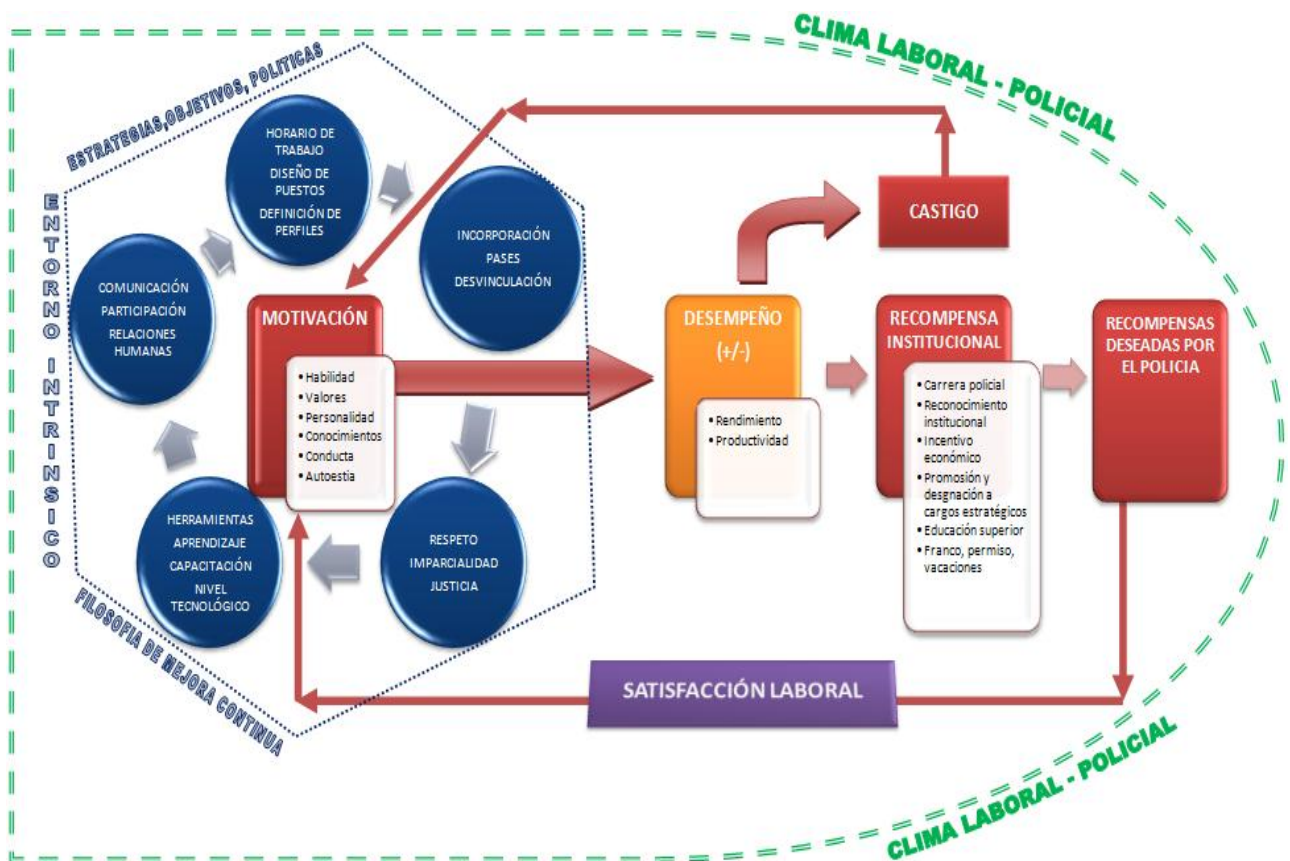 CLIMA LABORAL - POLICIAL
ESTRATEGIAS,OBJETIVOS, POLITICAS
ENTORNO INTRINSICO
FILOSOFIA DE MEJORA CONTINUA
HORARIO DE
TRABAJO
DISEÑO DE
PUESTOS
DEFINICIÓN DE
PERFILES
INCORPORACIÓN
PASES
DESVINCULACIÓN
COMUNICACIÓN
PARTICIPACIÓN
RELACIONES
HUMANAS
HERRAMIENTAS
APRENDIZAJE
CAPACITACIÓN
NIVEL
TECNOLÓGICO
RESPETO
IMPARCIALIDAD
JUSTICIA
MOTIVACIÓN
• Habilidad
• Valores
• Personalidad
• Conocimientos
• Conducta
• Autoestia
DESEMPEÑO
(+/-)
• Rendimiento
• Productividad
CASTIGO
RECOMPENSA
INSTITUCIONAL
• Carrera policial
• Reconocimiento
institucional
• Incentivo
económico
• Promosión y
desgnación a
cargos estratégicos
• Educación superior
• Franco, permiso,
vacaciones
RECOMPENSAS
DESEADAS POR
EL POLICIA
SATISFACCIÓN LABORAL
CLIMA LABORAL - POLICIAL